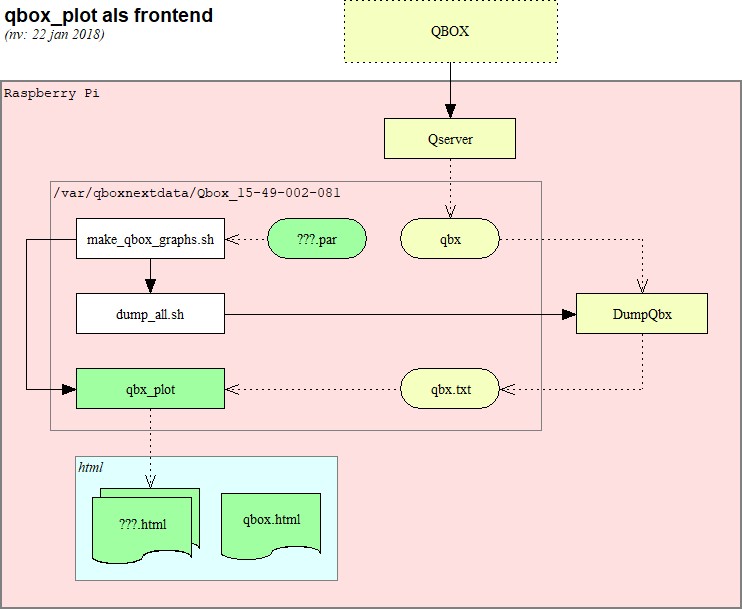 qbox_plot als frontend
(nv: 22 jan 2018)
QBOX
Raspberry Pi
Qserver
/var/qboxnextdata/Qbox_15-49-002-081
make_qbox_graphs.sh
???.par
qbx
dump_all.sh
DumpQbx
qbx_plot
qbx.txt
html
???.html
qbox.html